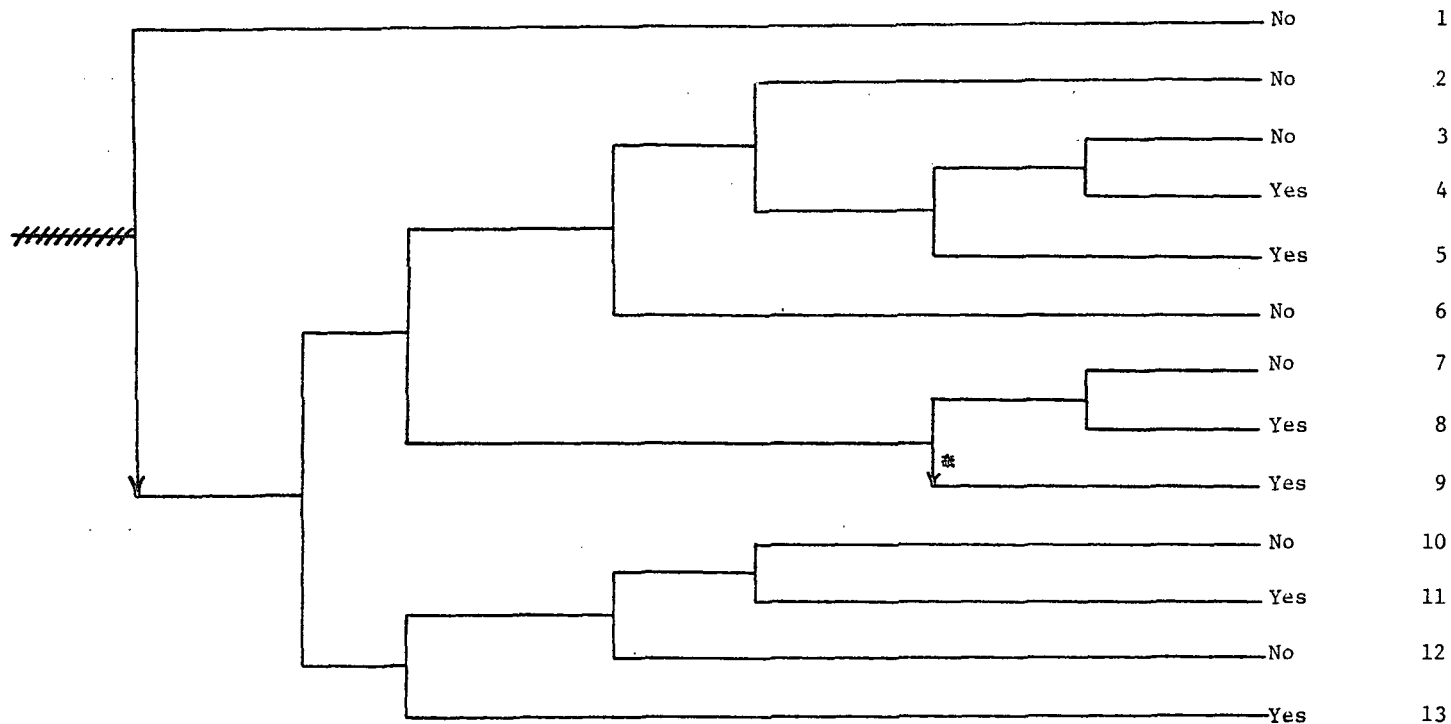 No 1
No 2
No 3
Yes 4
Yes 5
No 6
No 7
Yes 8
*
Yes 9
No 10
Yes 11
No 12
Yes 13